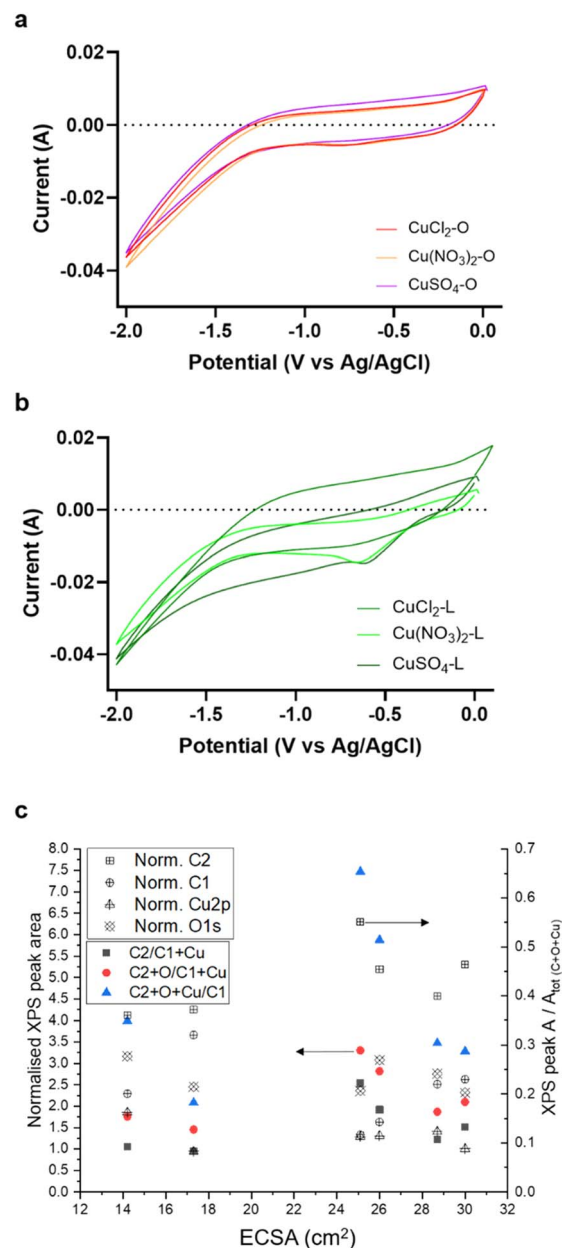 a
0.02
0.00
-0.02
-0.04
Current (A)
CuCl₂-O
Cu(NO₃)₂-O
CuSO₄-O
-2.0 -1.5 -1.0 -0.5 0.0
Potential (V vs Ag/AgCl)
b
0.02
0.00
-0.02
-0.04
Current (A)
CuCl₂-L
Cu(NO₃)₂-L
CuSO₄-L
-2.0 -1.5 -1.0 -0.5 0.0
Potential (V vs Ag/AgCl)
c
8.0
7.5
7.0
6.5
6.0
5.5
5.0
4.5
4.0
3.5
3.0
2.5
2.0
1.5
1.0
0.5
0.0
Normalised XPS peak area
Norm. C2
Norm. C1
Norm. Cu2p
Norm. O1s
C2/C1+Cu
C2+O/C1+Cu
C2+O+Cu/C1
0.7
0.6
0.5
0.4
0.3
0.2
0.1
0.0
XPS peak A / A tot (C+O+Cu)
12 14 16 18 20 22 24 26 28 30 32
ECSA (cm²)